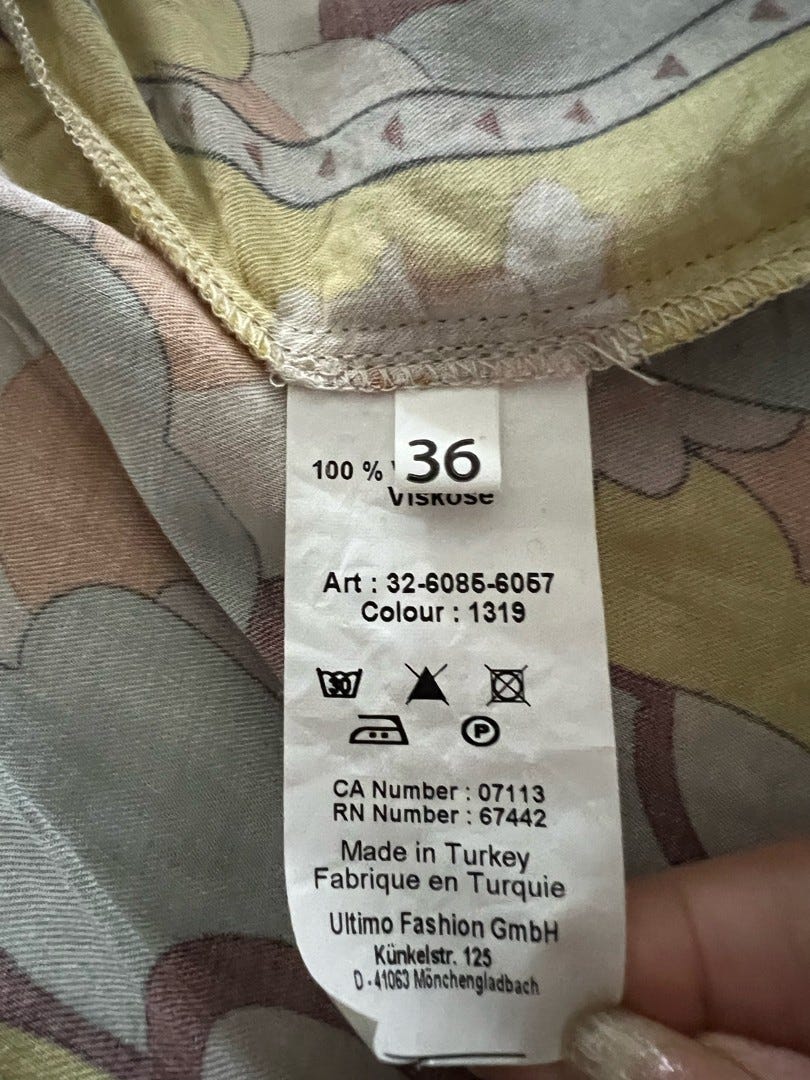 36
100 %
Viskose
Art : 32-6085-6057
Colour : 1319
30
P
CA Number : 07113
RN Number : 67442
Made in Turkey
Fabrique en Turquie
Ultimo Fashion GmbH
Künkelstr. 125
D - 41063 Mönchengladbach